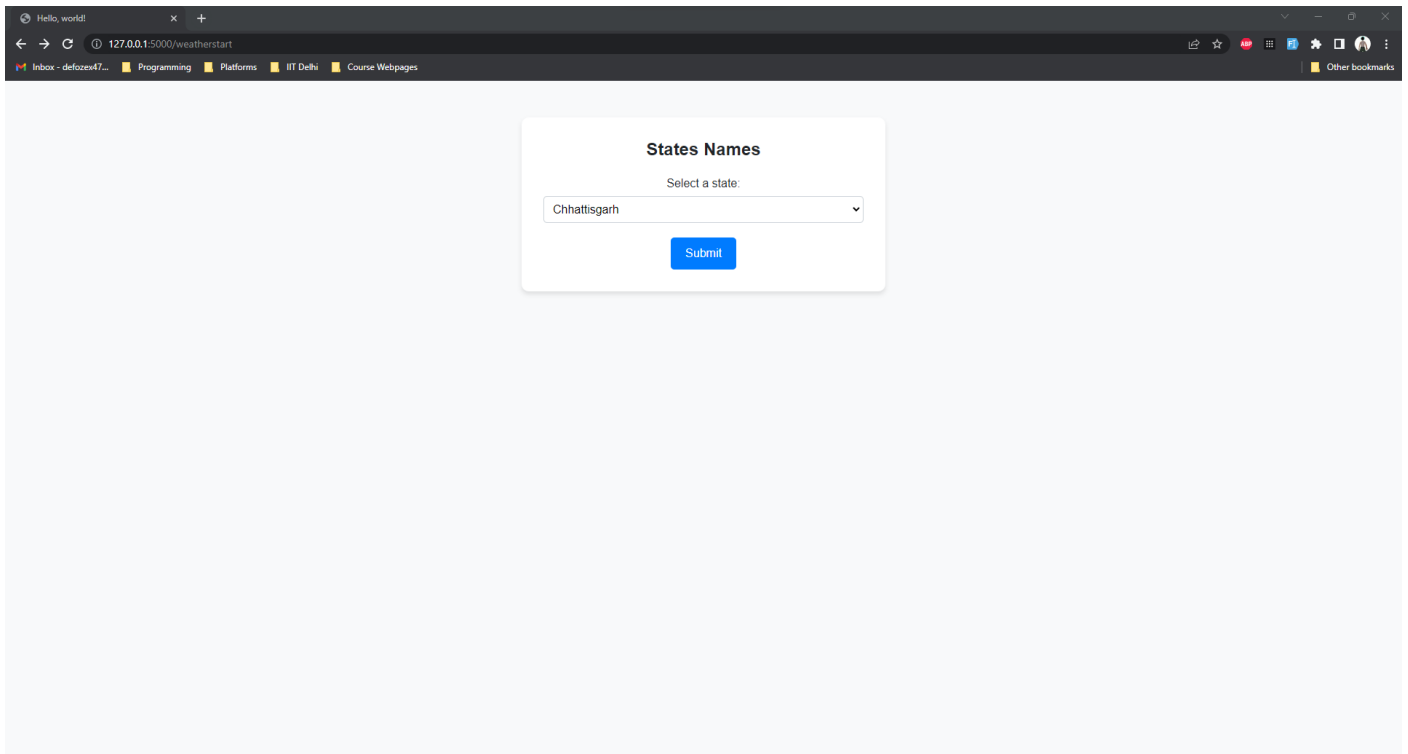 Hello, world!
127.0.0.1:5000/weatherstart
ABP
Inbox - defozex47... Programming Platforms IIT Delhi Course Webpages Other bookmarks
States Names
Select a state:
Chhattisgarh
Submit